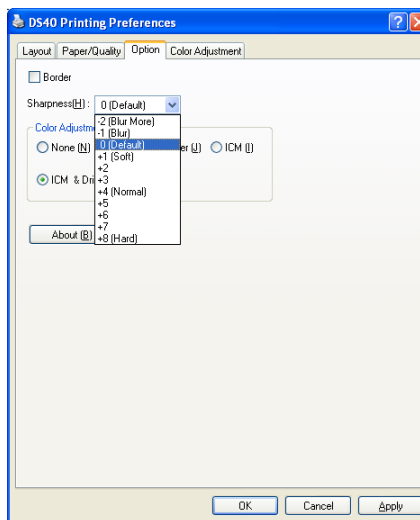 DS40 Printing Preferences
Layout Paper/Quality Option Color Adjustment
Border
Sharpness[H] : 0 (Default)
-2 (Blur More)
-1 (Blur)
0 (Default)
+1 (Soft)
+2
+3
+4 (Normal)
+5
+6
+7
+8 (Hard)
Color Adjustm
None (N) er (J) ICM (I)
ICM & Dri
About (B)
OK Cancel Apply